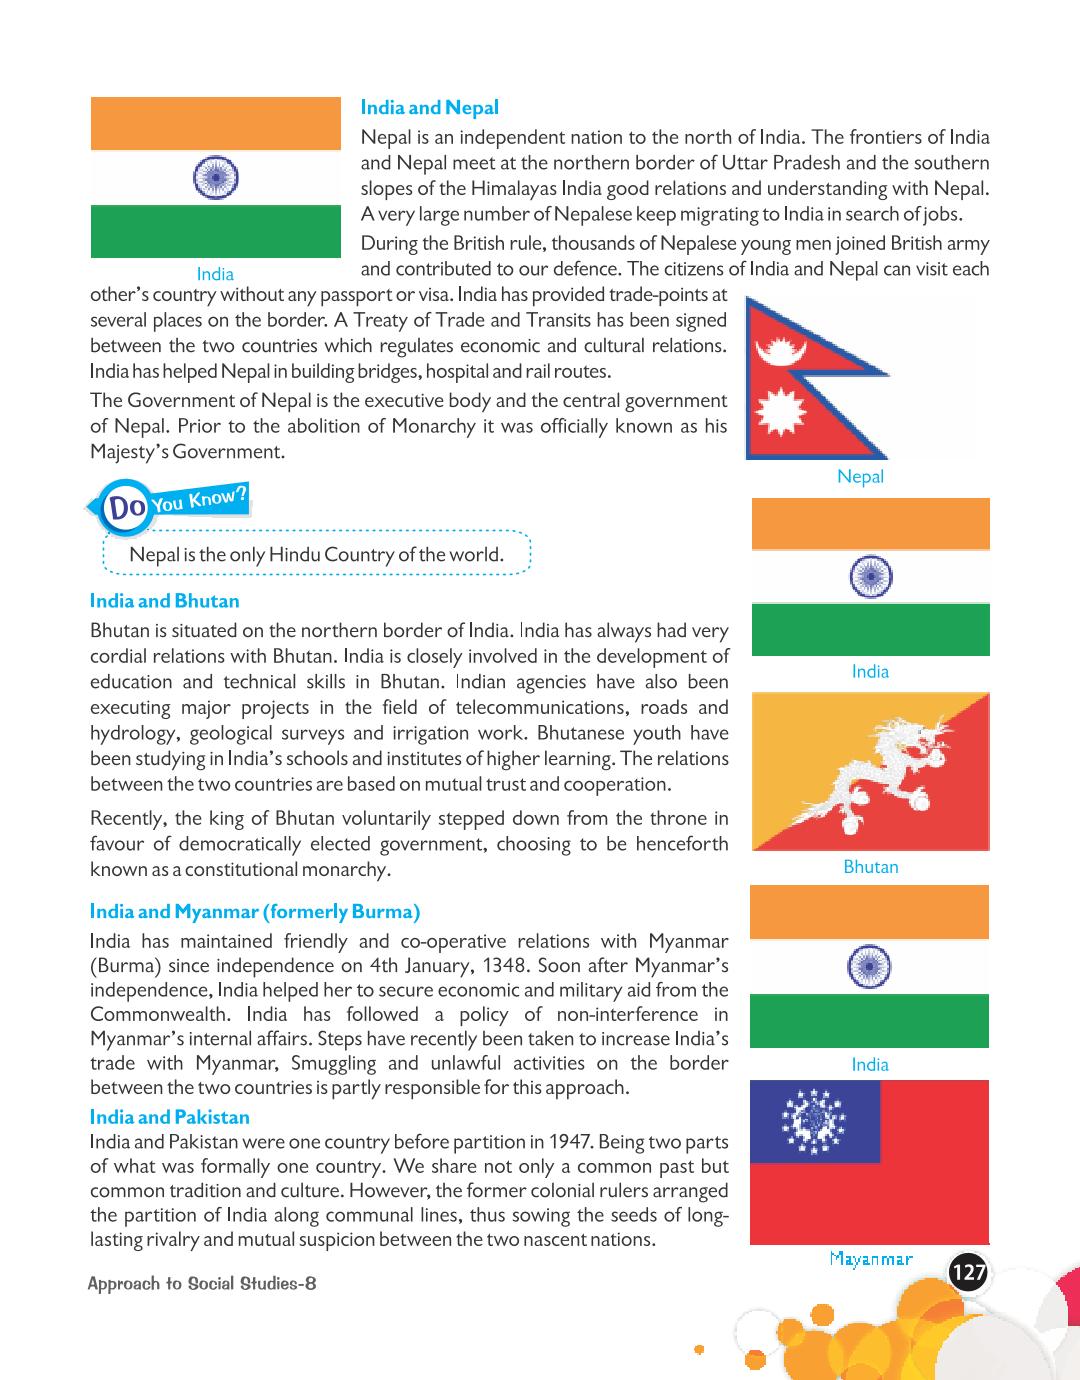 India and Nepal
Nepal is an independent nation to the north of India. The frontiers of India
and Nepal meet at the northern border of Uttar Pradesh and the southern
slopes of the Himalayas India good relations and understanding with Nepal.
A very large number of Nepalese keep migrating to India in search of jobs.
During the British rule, thousands of Nepalese young men joined British army
and contributed to our defence. The citizens of India and Nepal can visit each
India
other's country without any passport or visa. India has provided trade-points at
several places on the border. A Treaty of Trade and Transits has been signed
between the two countries which regulates economic and cultural relations.
India has helped Nepal in building bridges, hospital and rail routes.
The Government of Nepal is the executive body and the central government
of Nepal. Prior to the abolition of Monarchy it was officially known as his
Majesty's Government.
Nepal
Do You Know?
Nepal is the only Hindu Country of the world.
India and Bhutan
Bhutan is situated on the northern border of India. India has always had very
cordial relations with Bhutan. India is closely involved in the development of
education and technical skills in Bhutan. Indian agencies have also been
executing major projects in the field of telecommunications, roads and
hydrology, geological surveys and irrigation work. Bhutanese youth have
been studying in India's schools and institutes of higher learning. The relations
between the two countries are based on mutual trust and cooperation.
India
Recently, the king of Bhutan voluntarily stepped down from the throne in
favour of democratically elected government, choosing to be henceforth
known as a constitutional monarchy.
Bhutan
India and Myanmar (formerly Burma)
India has maintained friendly and co-operative relations with Myanmar
(Burma) since independence on 4th January, 1348. Soon after Myanmar's
independence, India helped her to secure economic and military aid from the
Commonwealth. India has followed a policy of non-interference in
Myanmar's internal affairs. Steps have recently been taken to increase India's
trade with Myanmar, Smuggling and unlawful activities on the border
between the two countries is partly responsible for this approach.
India
India and Pakistan
India and Pakistan were one country before partition in 1947. Being two parts
of what was formally one country. We share not only a common past but
common tradition and culture. However, the former colonial rulers arranged
the partition of India along communal lines, thus sowing the seeds of long-
lasting rivalry and mutual suspicion between the two nascent nations.
Mayanmar
Approach to Social Studies-8
127